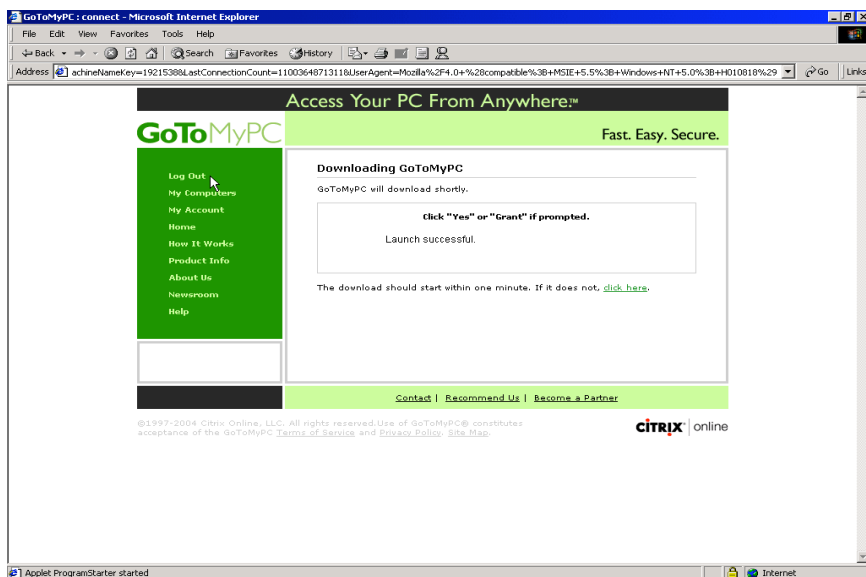 GoToMyPC : connect - Microsoft Internet Explorer
File Edit View Favorites Tools Help
Back Search Favorites History
Address achineNameKey=1921538&LastConnectionCount=1100364871311&UserAgent=Mozilla%2F4.0+%28compatible%3B+MSIE+5.5%3B+Windows+NT+5.0%3B+H010818%29 Go Links
Access Your PC From Anywhere.™
GoToMyPC
Fast. Easy. Secure.
Log Out
My Computers
My Account
Home
How It Works
Product Info
About Us
Newsroom
Help
Downloading GoToMyPC
GoToMyPC will download shortly.
Click "Yes" or "Grant" if prompted.
Launch successful.
The download should start within one minute. If it does not, click here.
Contact | Recommend Us | Become a Partner
©1997-2004 Citrix Online, LLC. All rights reserved.Use of GoToMyPC® constitutes
acceptance of the GoToMyPC Terms of Service and Privacy Policy. Site Map.
CITRIX online
Applet ProgramStarter started
Internet